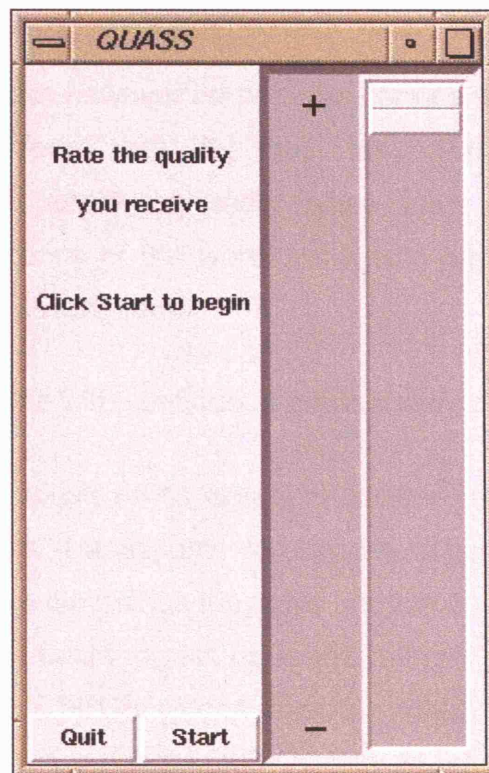 QUASS
+
Rate the quality
you receive
Click Start to begin
Quit Start
−